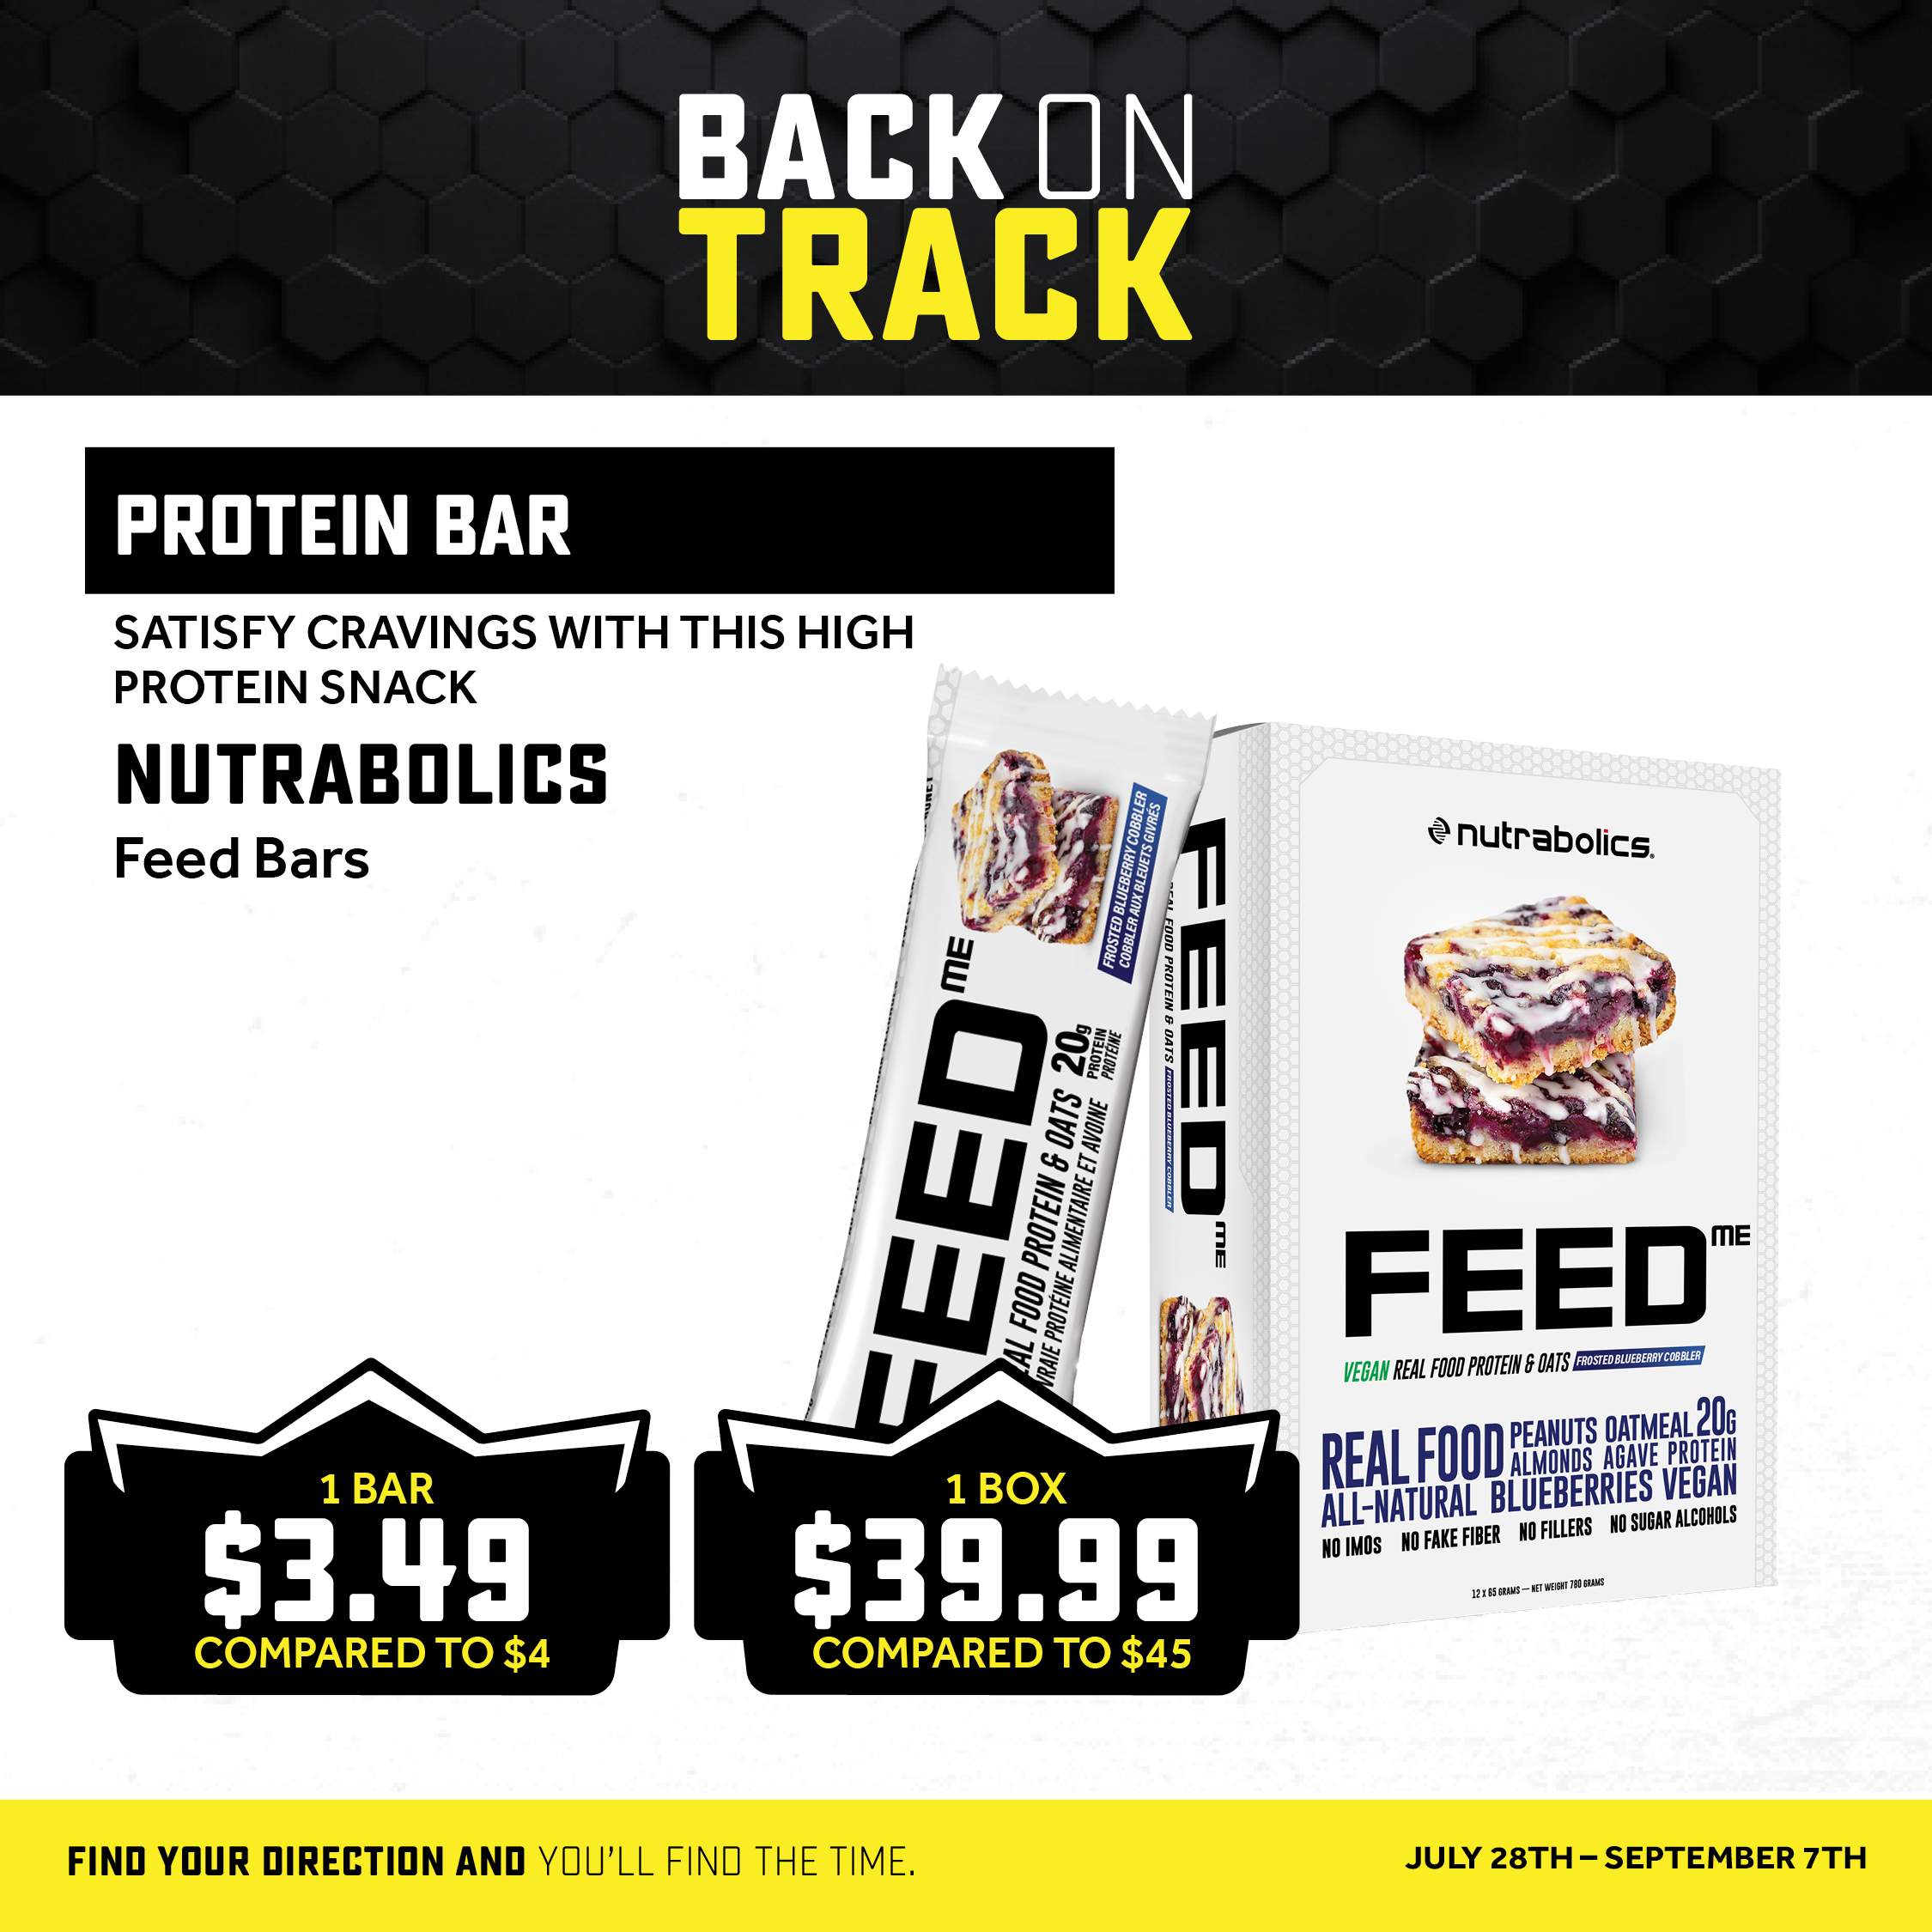 BACK ON
TRACK
PROTEIN BAR
SATISFY CRAVINGS WITH THIS HIGH
PROTEIN SNACK
NUTRABOLICS
Feed Bars
FROSTED BLUEBERRY COBBLER
COBBLER AUX BLEUETS GIVRÉS
FEED ME
20g
PROTEIN
PROTÉINE
FOOD PROTEIN & OATS
VRAIE PROTÉINE ALIMENTAIRE ET AVOINE
FEED ME
REAL FOOD PROTEIN & OATS FROSTED BLUEBERRY COBBLER
nutrabolics.
FEED ME
VEGAN REAL FOOD PROTEIN & OATS FROSTED BLUEBERRY COBBLER
REAL FOOD PEANUTS OATMEAL 20G
ALMONDS AGAVE PROTEIN
ALL-NATURAL BLUEBERRIES VEGAN
NO IMOs NO FAKE FIBER NO FILLERS NO SUGAR ALCOHOLS
12 X 65 GRAMS — NET WEIGHT 780 GRAMS
1 BAR
$3.49
COMPARED TO $4
1 BOX
$39.99
COMPARED TO $45
FIND YOUR DIRECTION AND YOU'LL FIND THE TIME.
JULY 28TH – SEPTEMBER 7TH